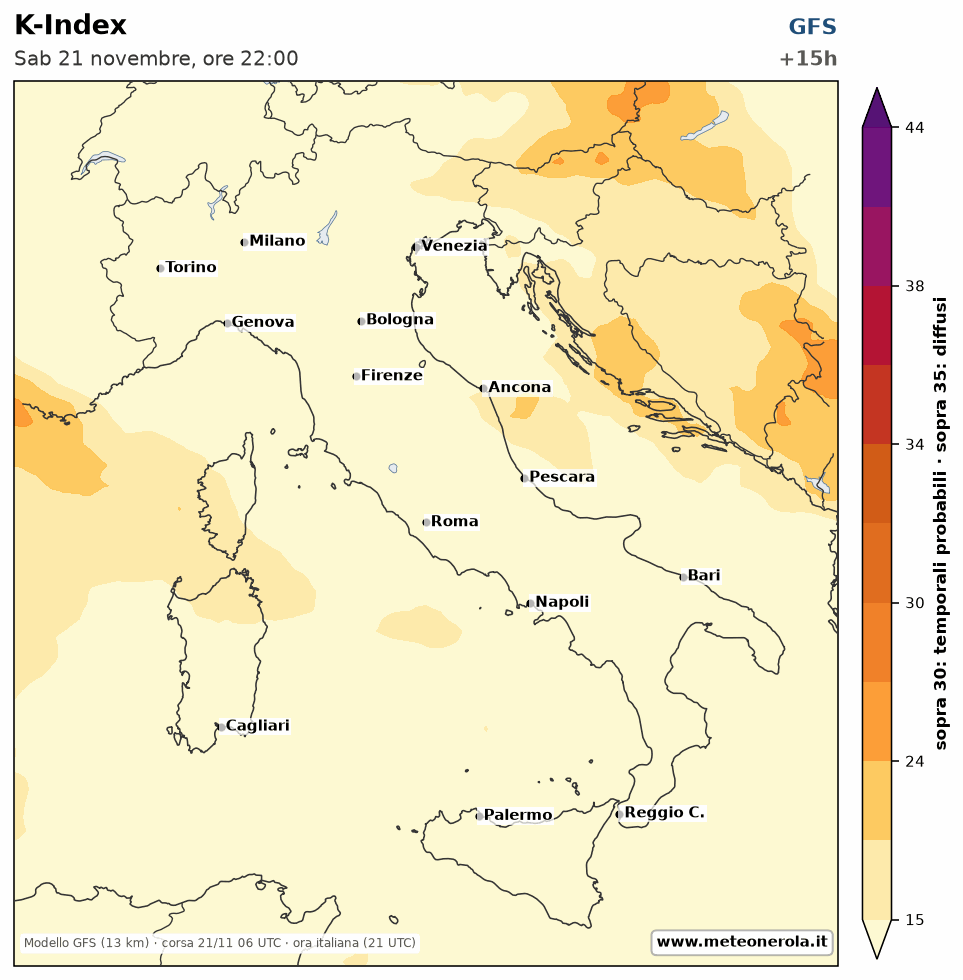 K-Index
GFS
Sab 21 novembre, ore 22:00
+15h
Milano
Venezia
Torino
Genova
Bologna
Firenze
Ancona
Pescara
Roma
Bari
Napoli
Cagliari
Palermo
Reggio C.
44
38
34
30
24
15
sopra 30: temporali probabili · sopra 35: diffusi
Modello GFS (13 km) · corsa 21/11 06 UTC · ora italiana (21 UTC)
www.meteonerola.it